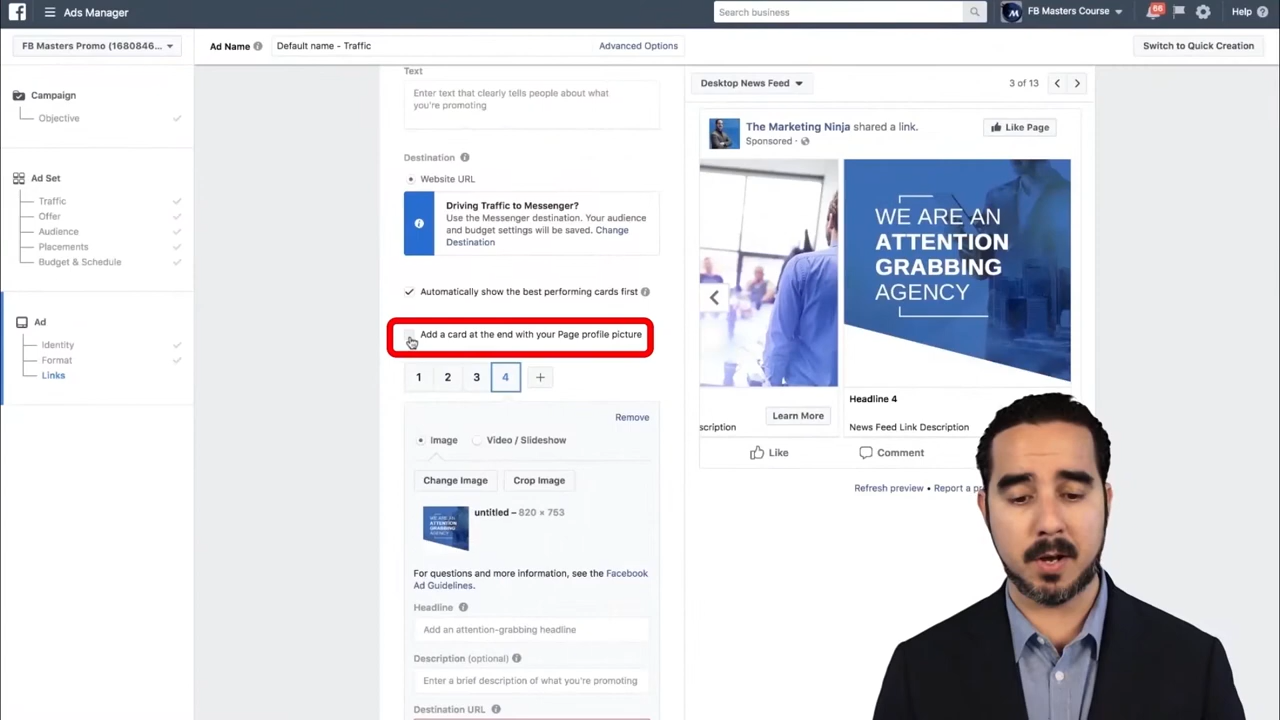 Ads Manager
Search business
FB Masters Course
66
Help
FB Masters Promo (1680846...
Ad Name
Default name - Traffic
Advanced Options
Switch to Quick Creation
Campaign
Objective
Ad Set
Traffic
Offer
Audience
Placements
Budget & Schedule
Ad
Identity
Format
Links
Text
Enter text that clearly tells people about what
you're promoting
Destination
Website URL
Driving Traffic to Messenger?
Use the Messenger destination. Your audience
and budget settings will be saved. Change
Destination
Automatically show the best performing cards first
Add a card at the end with your Page profile picture
1 2 3 4 +
Remove
Image
Video / Slideshow
Change Image
Crop Image
untitled – 820 × 753
For questions and more information, see the Facebook
Ad Guidelines.
Headline
Add an attention-grabbing headline
Description (optional)
Enter a brief description of what you're promoting
Destination URL
Desktop News Feed
3 of 13
The Marketing Ninja shared a link.
Sponsored ·
Like Page
WE ARE AN
ATTENTION
GRABBING
AGENCY
Headline 4
scription
Learn More
News Feed Link Description
Like
Comment
Refresh preview • Report a pr